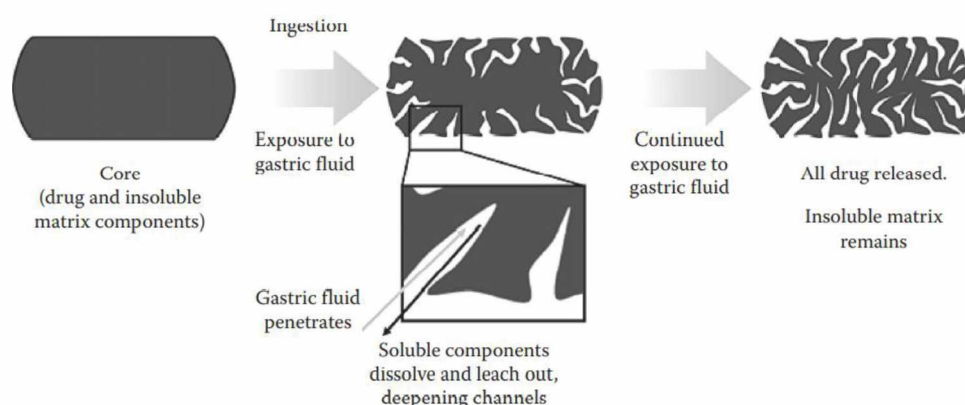 Ingestion
Exposure to
gastric fluid
Core
(drug and insoluble
matrix components)
Continued
exposure to
gastric fluid
All drug released.
Insoluble matrix
remains
Gastric fluid
penetrates
Soluble components
dissolve and leach out,
deepening channels